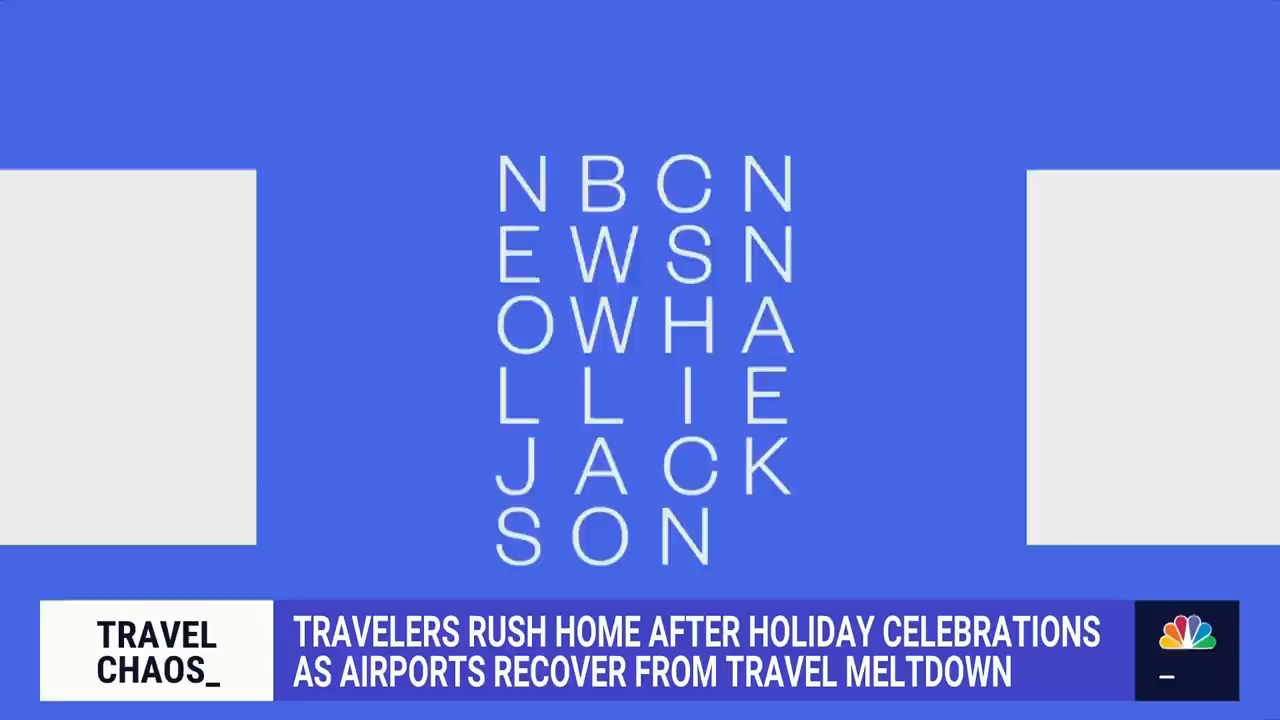 NBCN
EWSN
OWHA
LLIE
JACK
SON
TRAVEL
CHAOS_
TRAVELERS RUSH HOME AFTER HOLIDAY CELEBRATIONS
AS AIRPORTS RECOVER FROM TRAVEL MELTDOWN